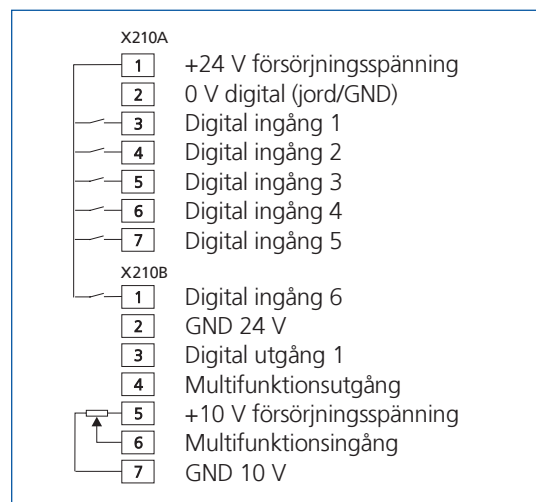 X210A
1 +24 V försörjningsspänning
2 0 V digital (jord/GND)
3 Digital ingång 1
4 Digital ingång 2
5 Digital ingång 3
6 Digital ingång 4
7 Digital ingång 5
X210B
1 Digital ingång 6
2 GND 24 V
3 Digital utgång 1
4 Multifunktionsutgång
5 +10 V försörjningsspänning
6 Multifunktionsingång
7 GND 10 V